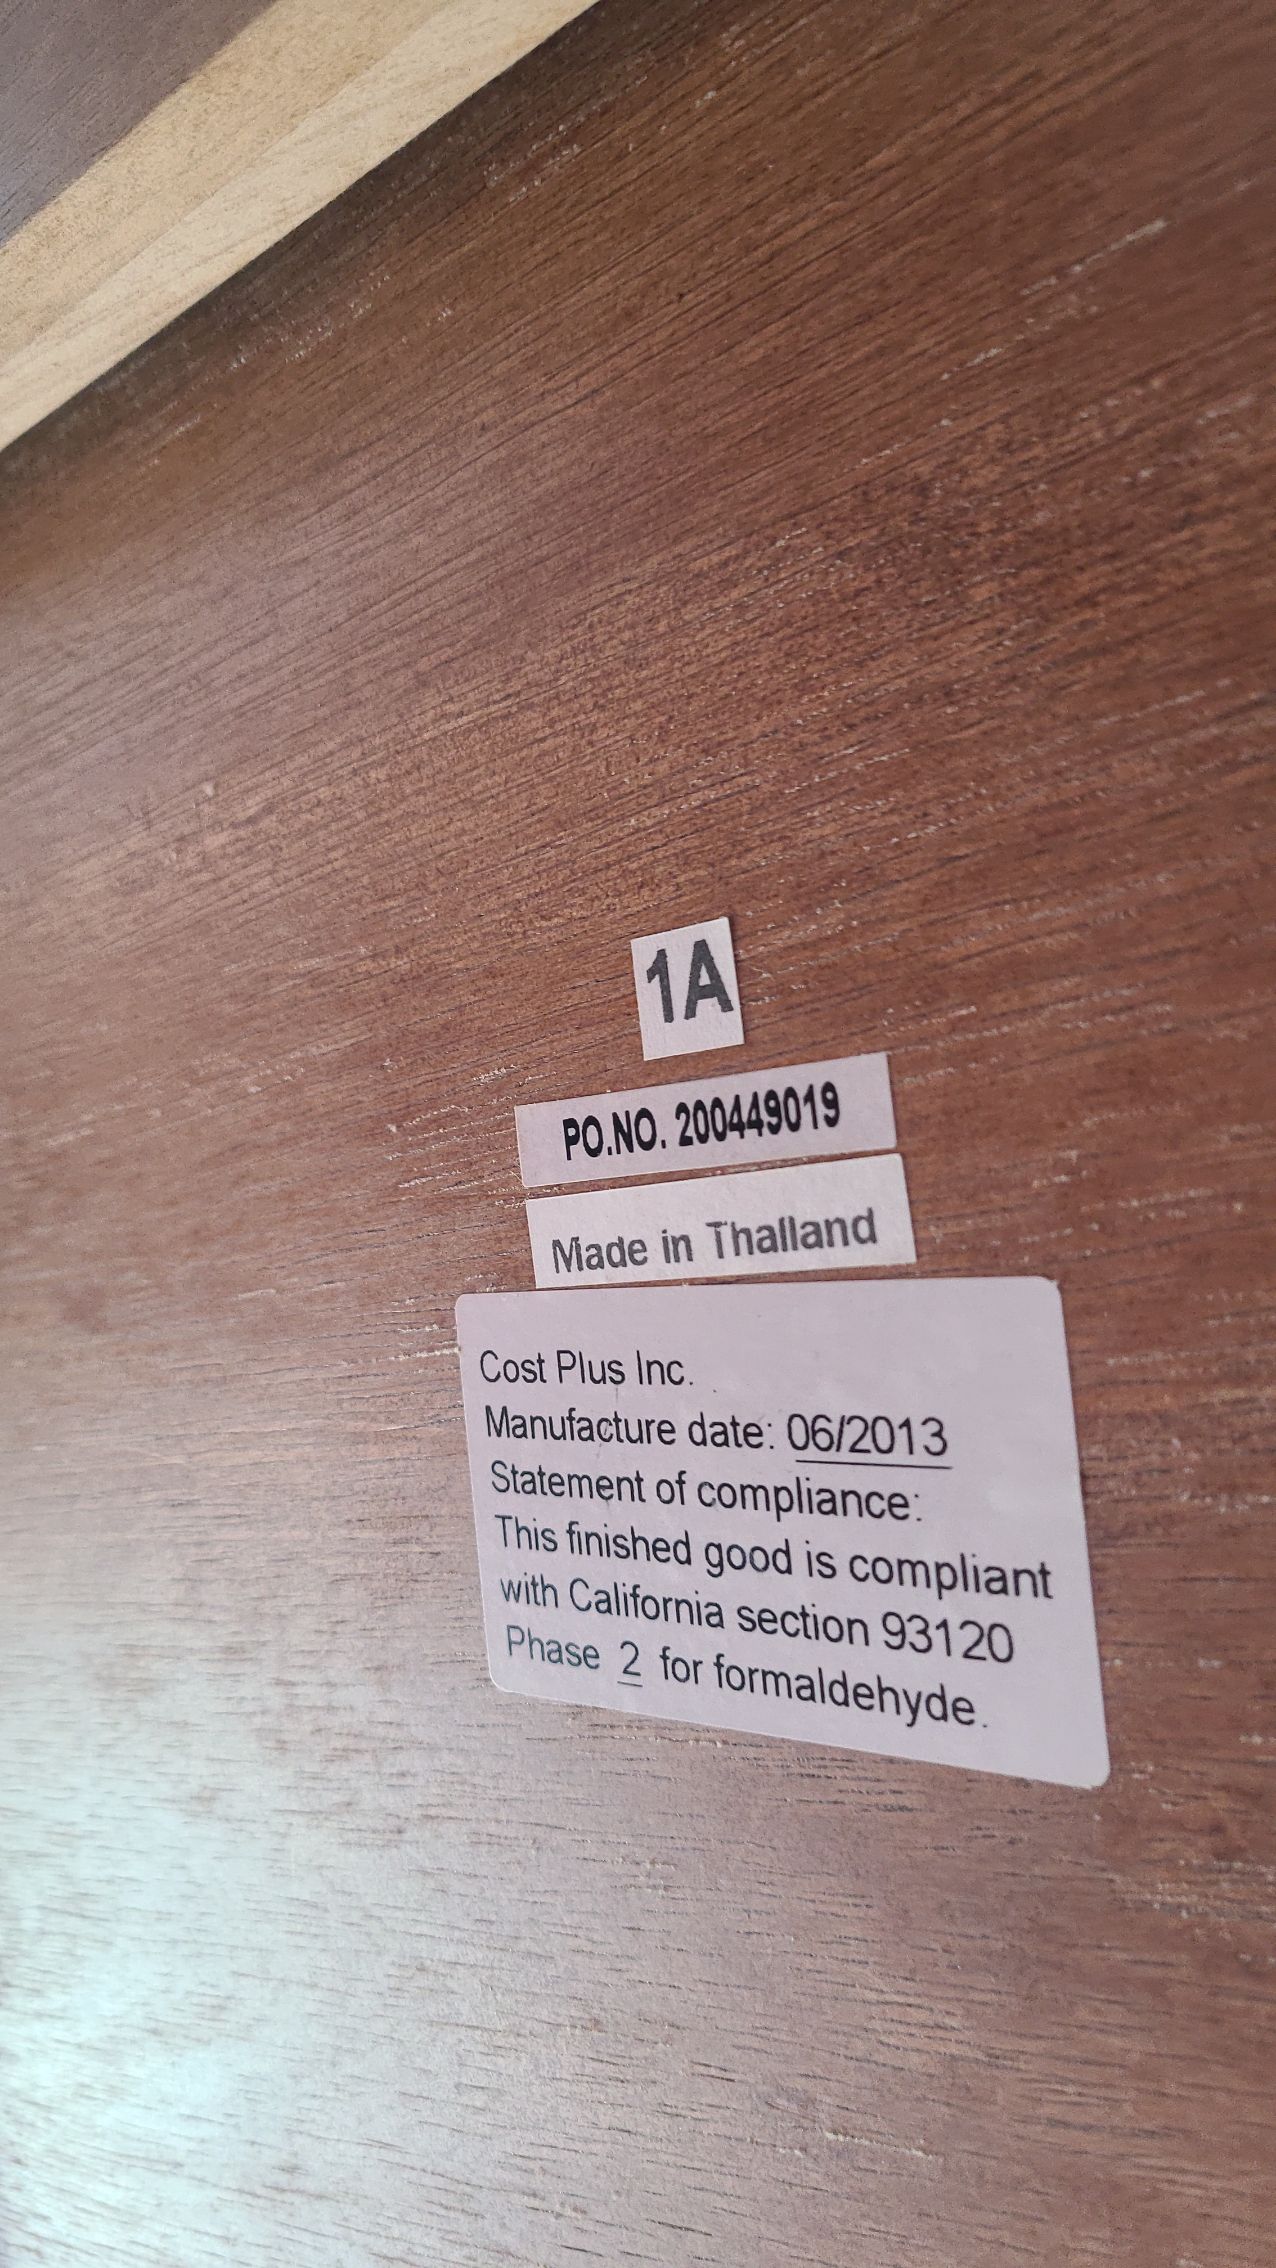 1A
PO.NO. 200449019
Made in Thailand
Cost Plus Inc.
Manufacture date: 06/2013
Statement of compliance:
This finished good is compliant
with California section 93120
Phase 2 for formaldehyde.